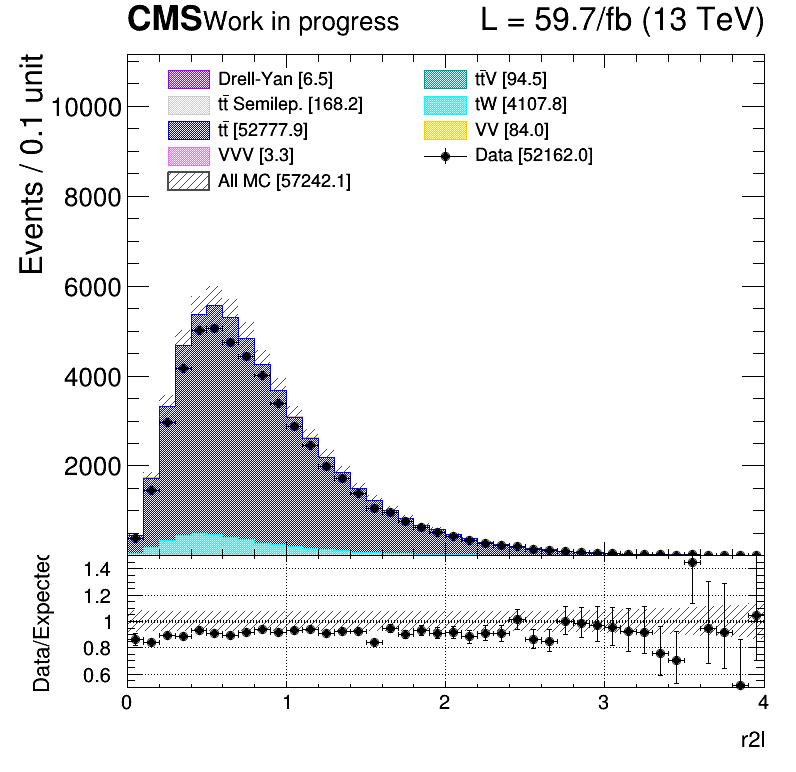 CMS Work in progress L = 59.7/fb (13 TeV)
Events / 0.1 unit
10000
8000
6000
4000
2000
Drell-Yan [6.5]
tt̄ Semilep. [168.2]
tt̄ [52777.9]
VVV [3.3]
All MC [57242.1]
tt̄V [94.5]
tW [4107.8]
VV [84.0]
Data [52162.0]
Data/Expected
1.4
1.2
1
0.8
0.6
0 1 2 3 4
r2l